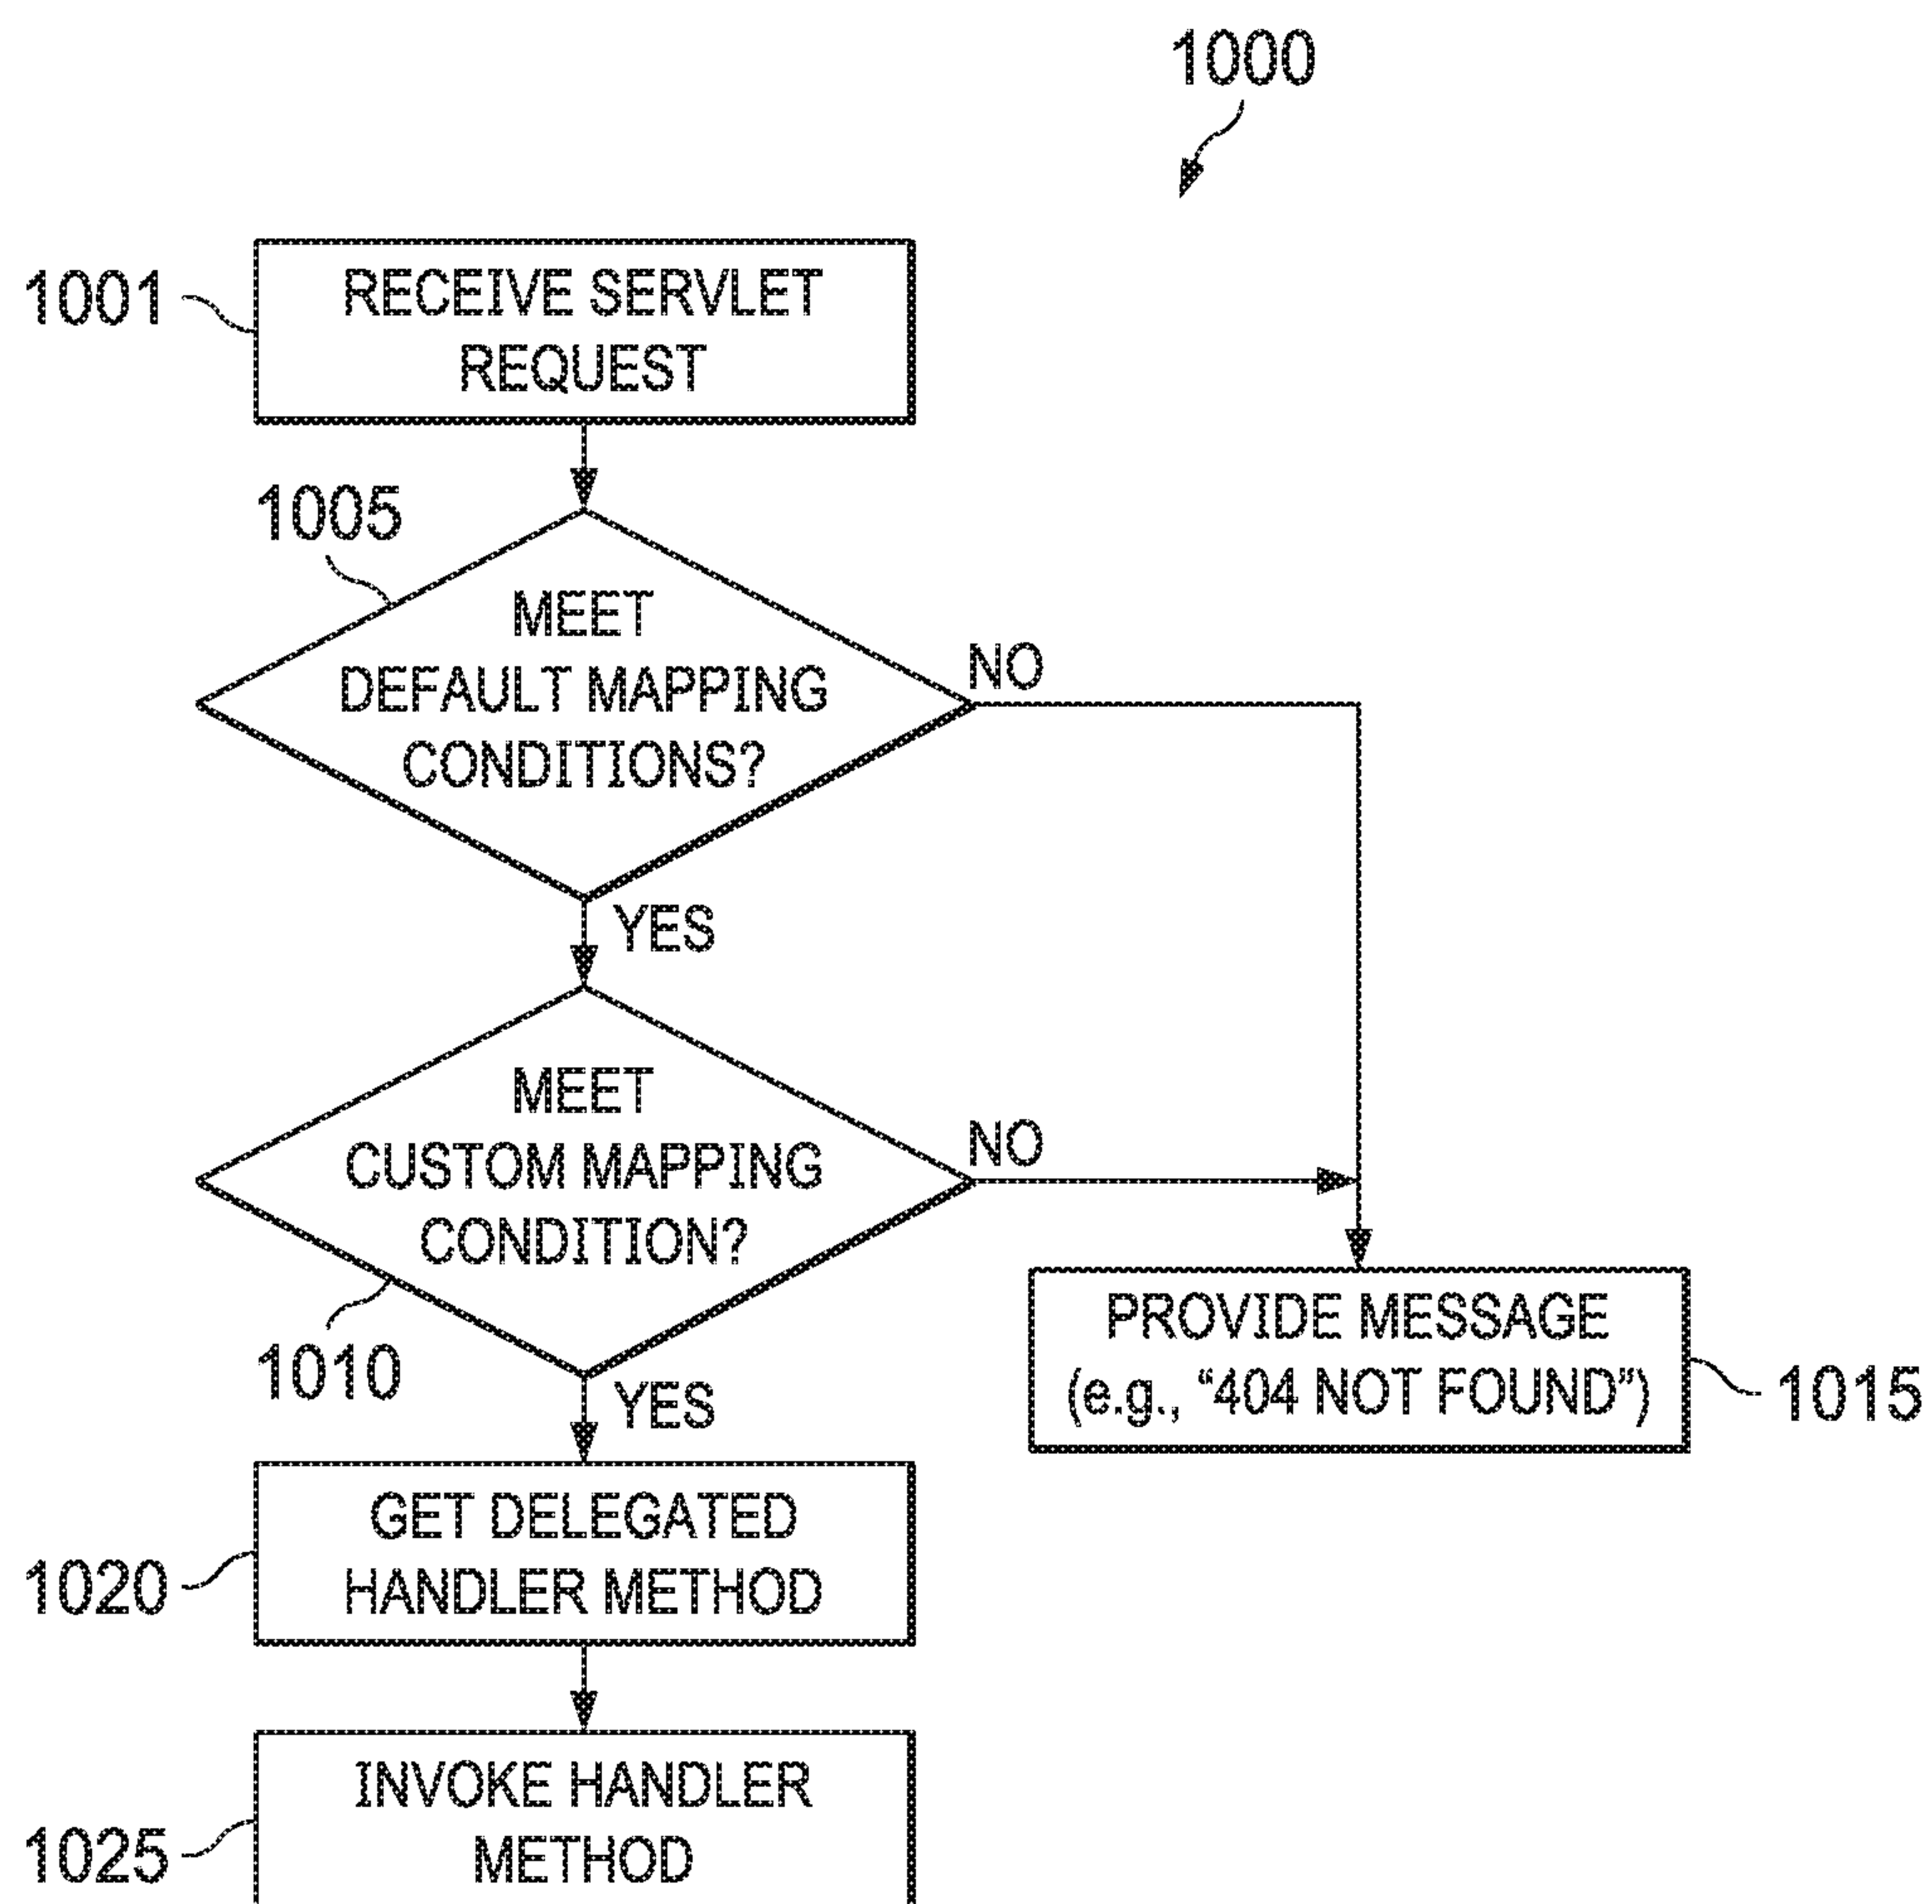 1000
1001
RECEIVE SERVLET
REQUEST
1005
MEET
DEFAULT MAPPING
CONDITIONS?
NO
YES
MEET
CUSTOM MAPPING
CONDITION?
NO
1010
YES
PROVIDE MESSAGE
(e.g., “404 NOT FOUND”)
1015
GET DELEGATED
HANDLER METHOD
1020
INVOKE HANDLER
METHOD
1025